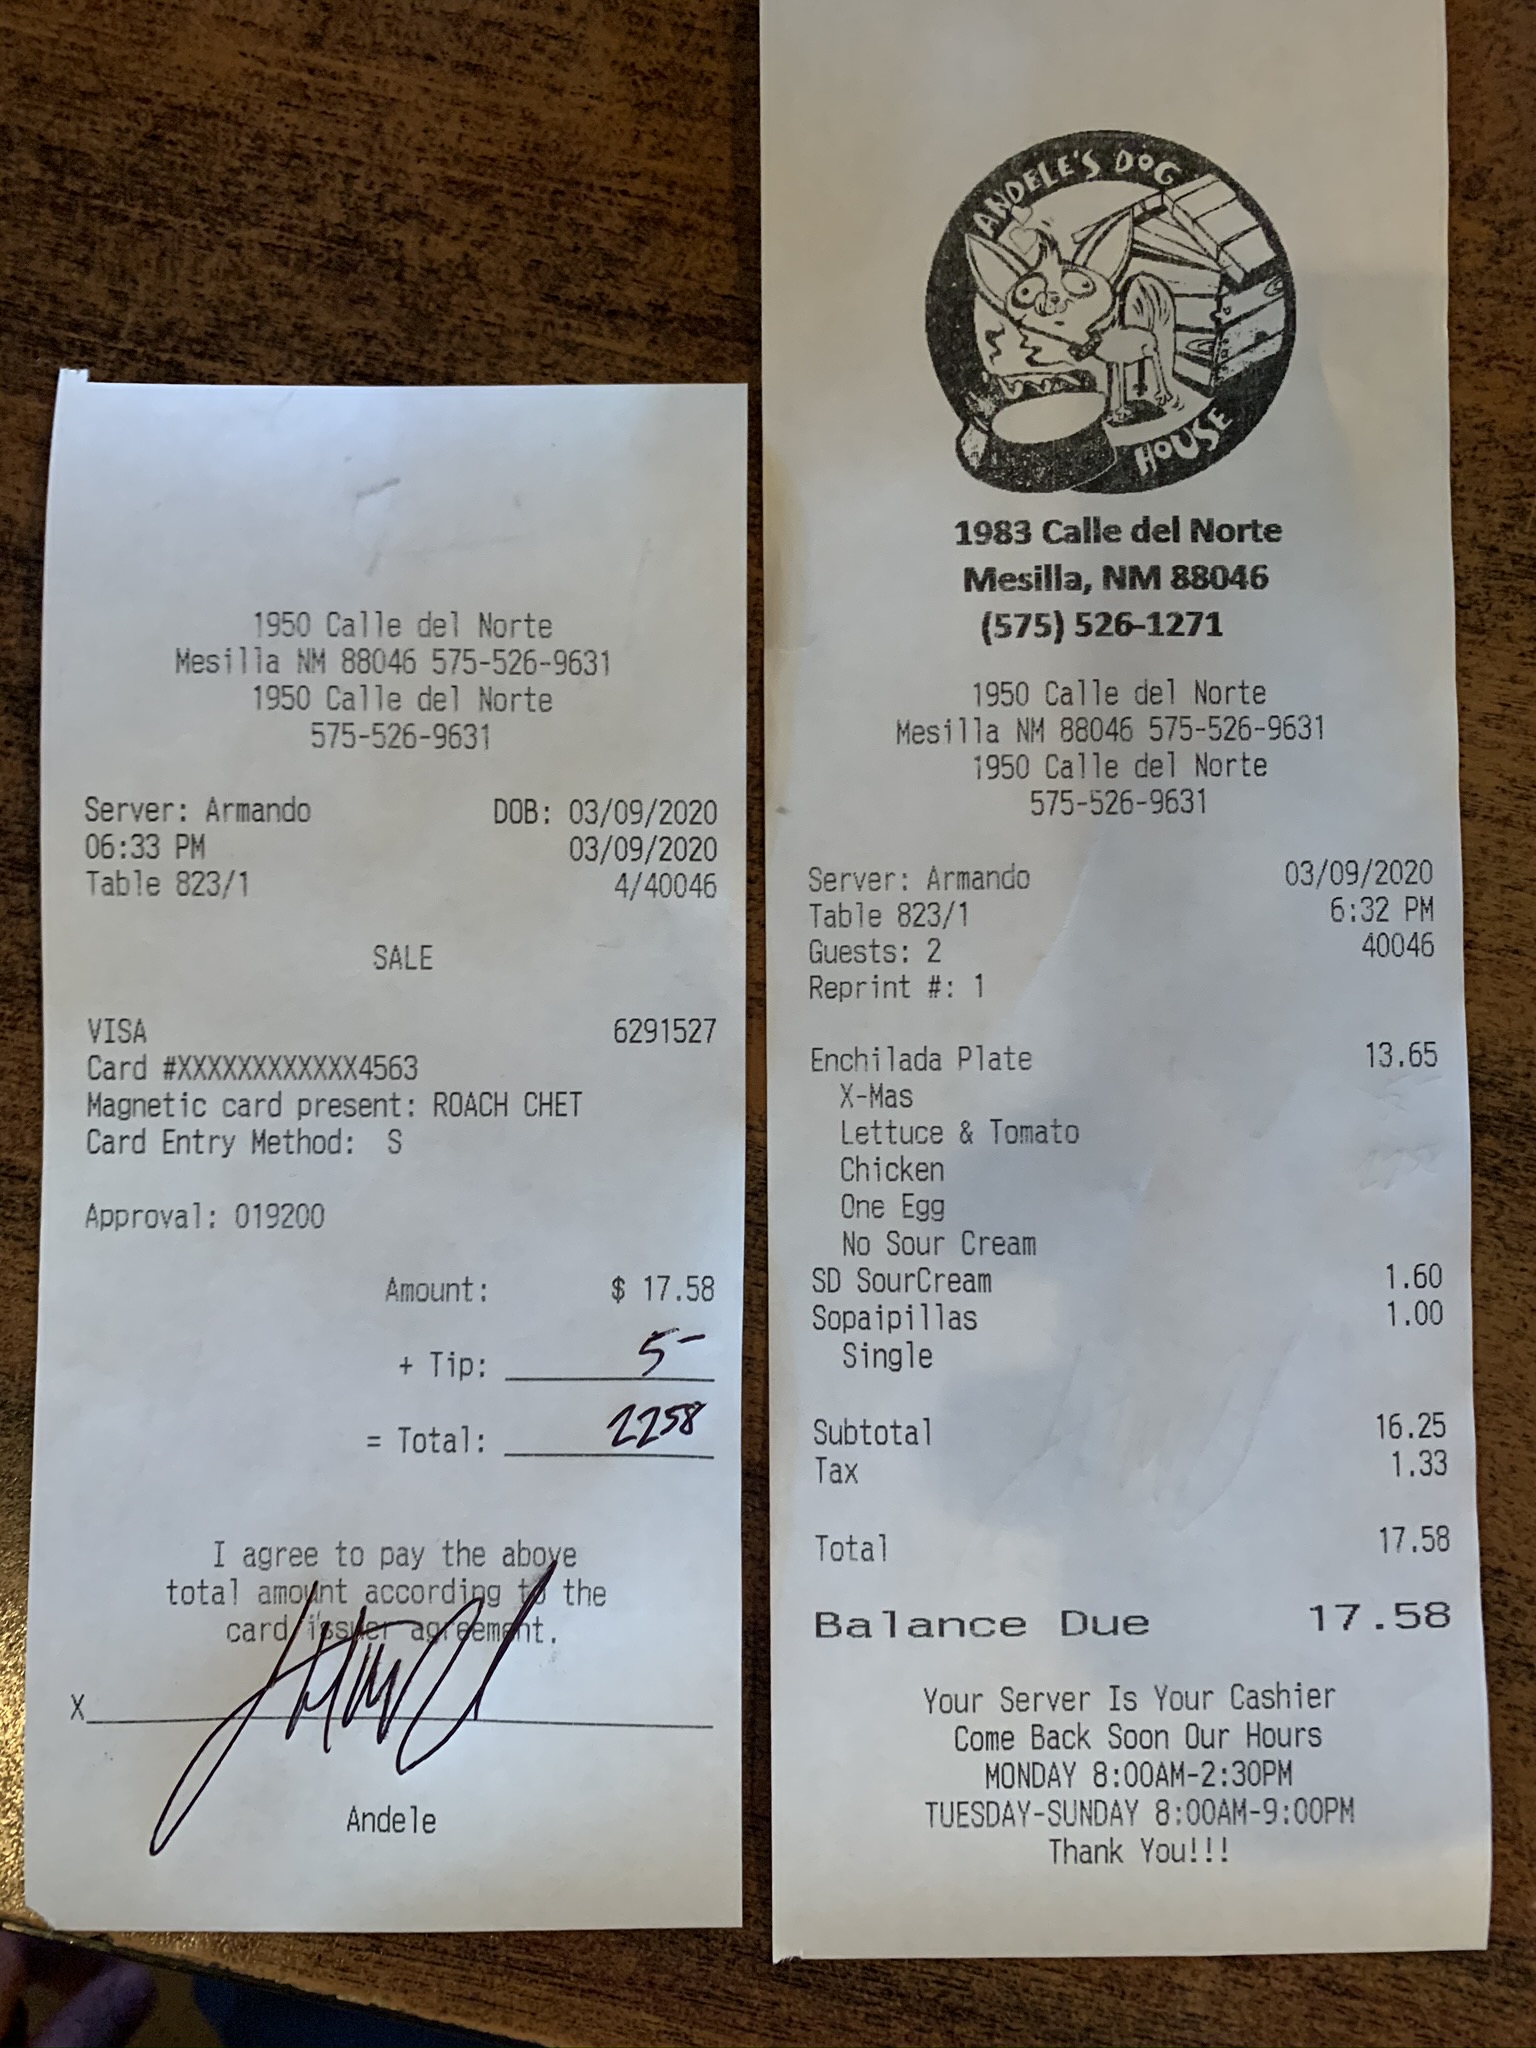 1950 Calle del Norte
Mesilla NM 88046 575-526-9631
1950 Calle del Norte
575-526-9631
Server: Armando DOB: 03/09/2020
06:33 PM 03/09/2020
Table 823/1 4/40046
SALE
VISA 6291527
Card #XXXXXXXXXXXX4563
Magnetic card present: ROACH CHET
Card Entry Method: S
Approval: 019200
Amount: $ 17.58
+ Tip: 5-
= Total: 2258
I agree to pay the above
total amount according to the
card issuer agreement.
X
Andele
ANDELE'S DOG
HOUSE
1983 Calle del Norte
Mesilla, NM 88046
(575) 526-1271
1950 Calle del Norte
Mesilla NM 88046 575-526-9631
1950 Calle del Norte
575-526-9631
Server: Armando 03/09/2020
Table 823/1 6:32 PM
Guests: 2 40046
Reprint #: 1
Enchilada Plate 13.65
X-Mas
Lettuce & Tomato
Chicken
One Egg
No Sour Cream
SD SourCream 1.60
Sopaipillas 1.00
Single
Subtotal 16.25
Tax 1.33
Total 17.58
Balance Due 17.58
Your Server Is Your Cashier
Come Back Soon Our Hours
MONDAY 8:00AM-2:30PM
TUESDAY-SUNDAY 8:00AM-9:00PM
Thank You!!!